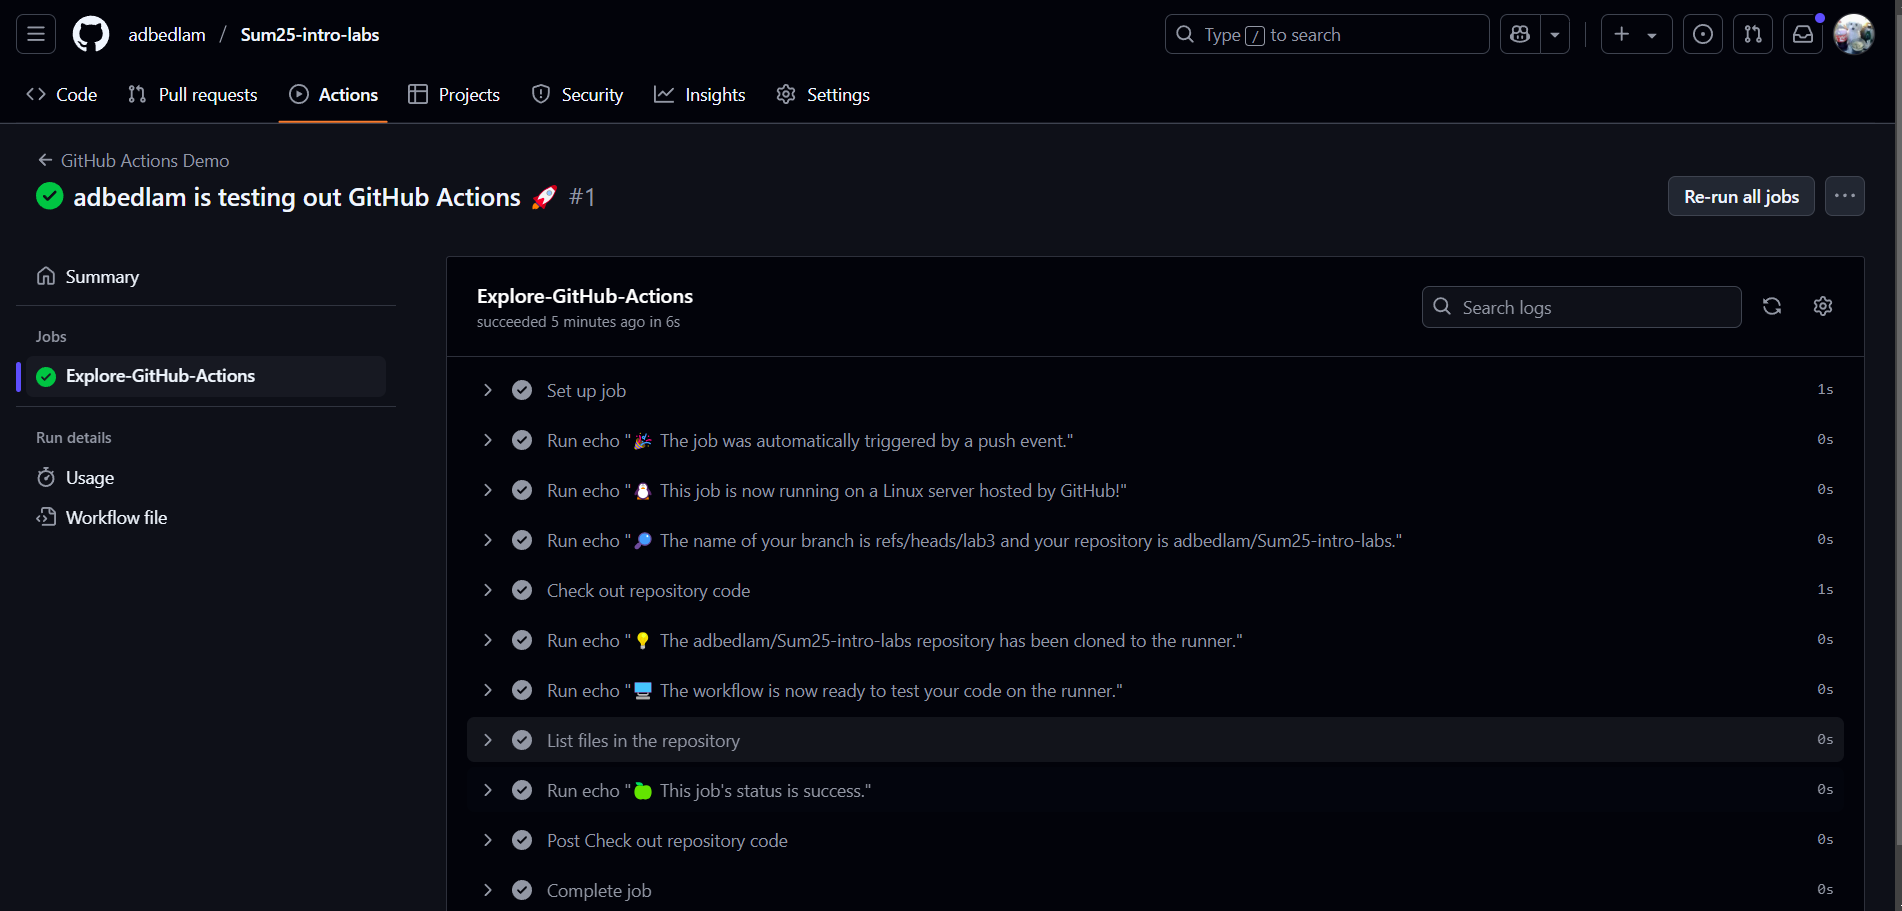 adbedlam / Sum25-intro-labs
Type / to search
Code
Pull requests
Actions
Projects
Security
Insights
Settings
GitHub Actions Demo
adbedlam is testing out GitHub Actions 🚀 #1
Re-run all jobs
Summary
Jobs
Explore-GitHub-Actions
Run details
Usage
Workflow file
Explore-GitHub-Actions
succeeded 5 minutes ago in 6s
Search logs
Set up job 1s
Run echo "🎉 The job was automatically triggered by a push event." 0s
Run echo "🐧 This job is now running on a Linux server hosted by GitHub!" 0s
Run echo "🔎 The name of your branch is refs/heads/lab3 and your repository is adbedlam/Sum25-intro-labs." 0s
Check out repository code 1s
Run echo "💡 The adbedlam/Sum25-intro-labs repository has been cloned to the runner." 0s
Run echo "🖥️ The workflow is now ready to test your code on the runner." 0s
List files in the repository 0s
Run echo "🍏 This job's status is success." 0s
Post Check out repository code 0s
Complete job 0s